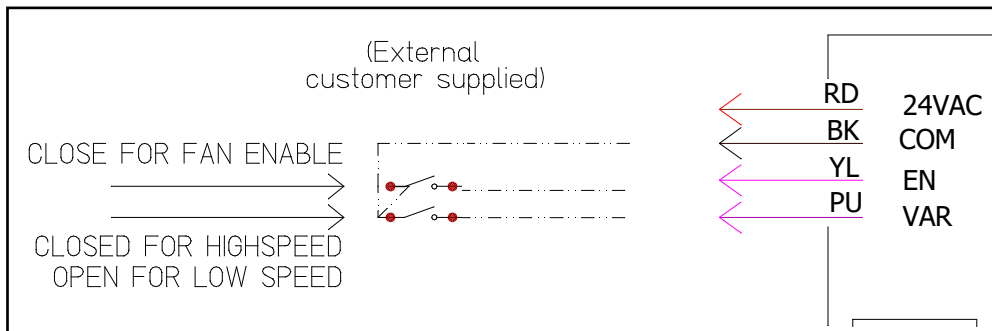 (External
customer supplied)
CLOSE FOR FAN ENABLE
CLOSED FOR HIGHSPEED
OPEN FOR LOW SPEED
RD 24VAC
BK COM
YL EN
PU VAR